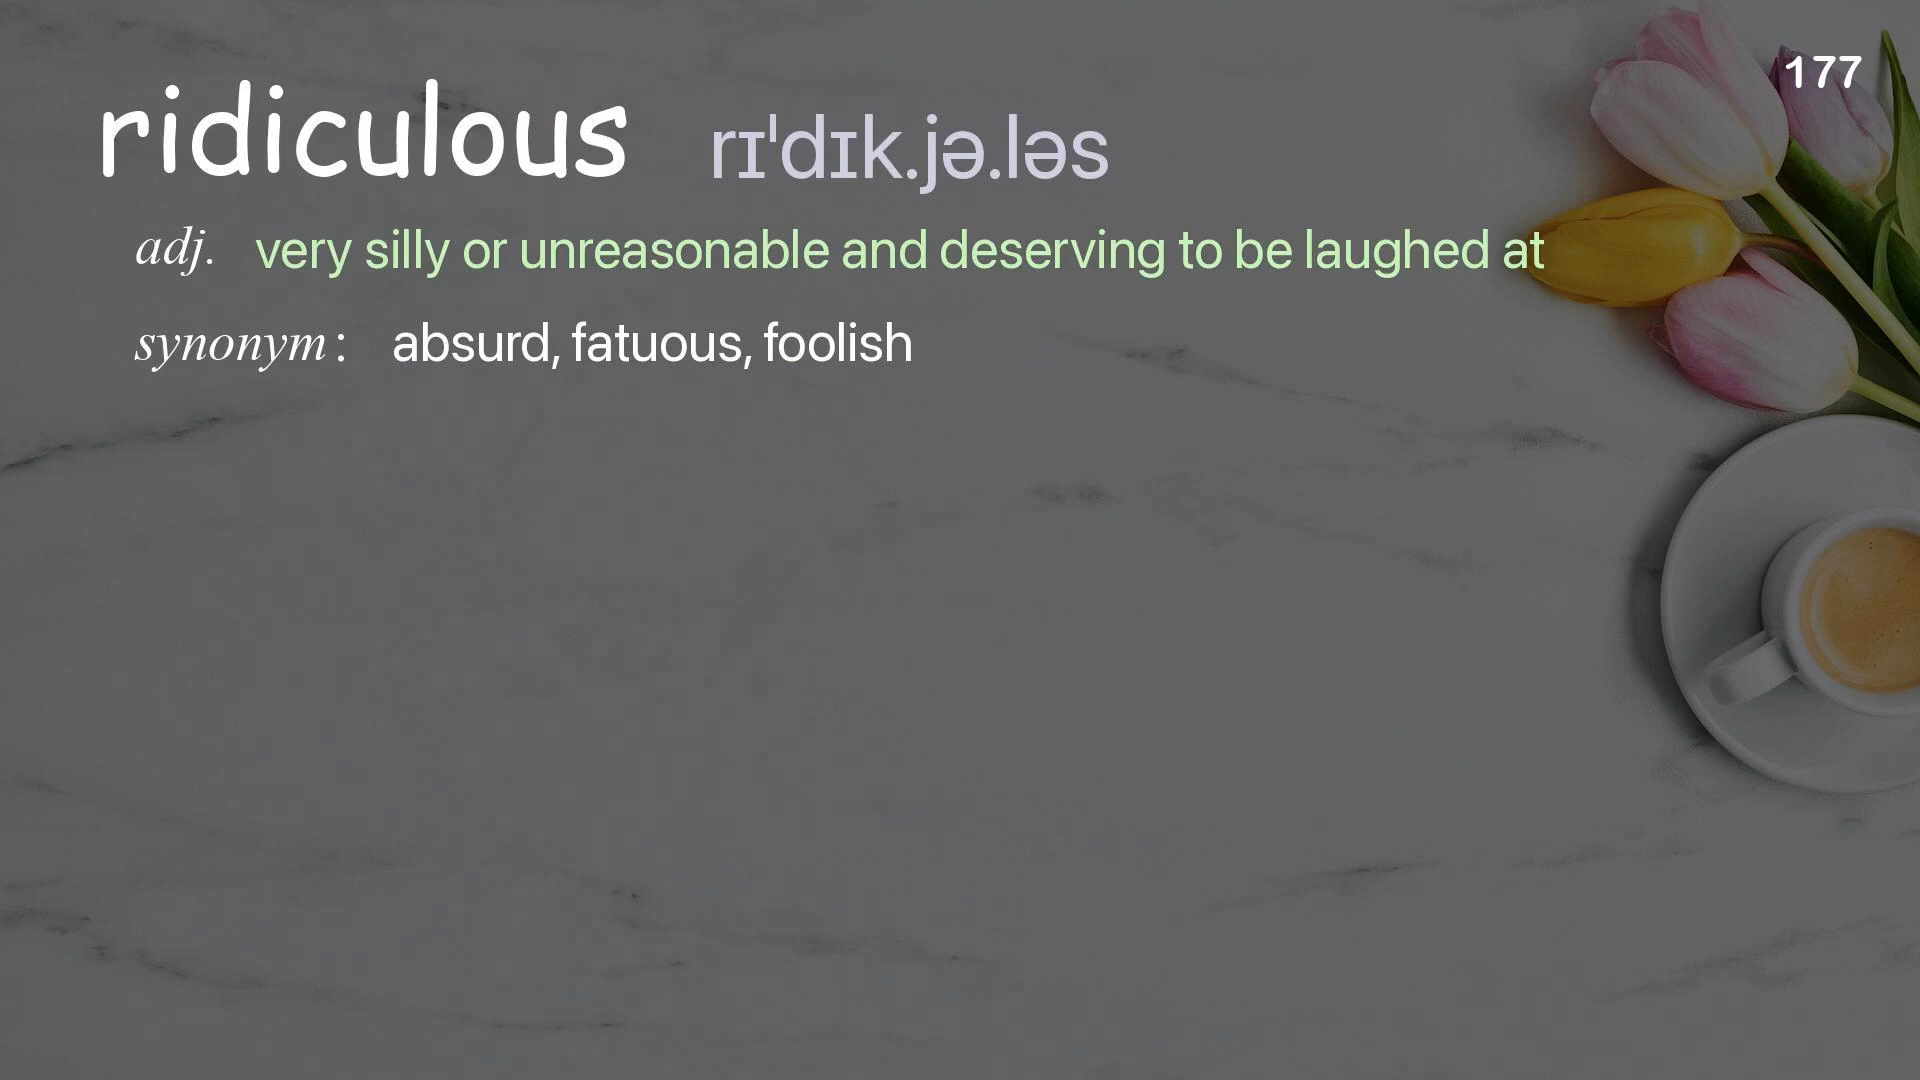 177
ridiculous rɪˈdɪk.jə.ləs
adj. very silly or unreasonable and deserving to be laughed at
synonym : absurd, fatuous, foolish